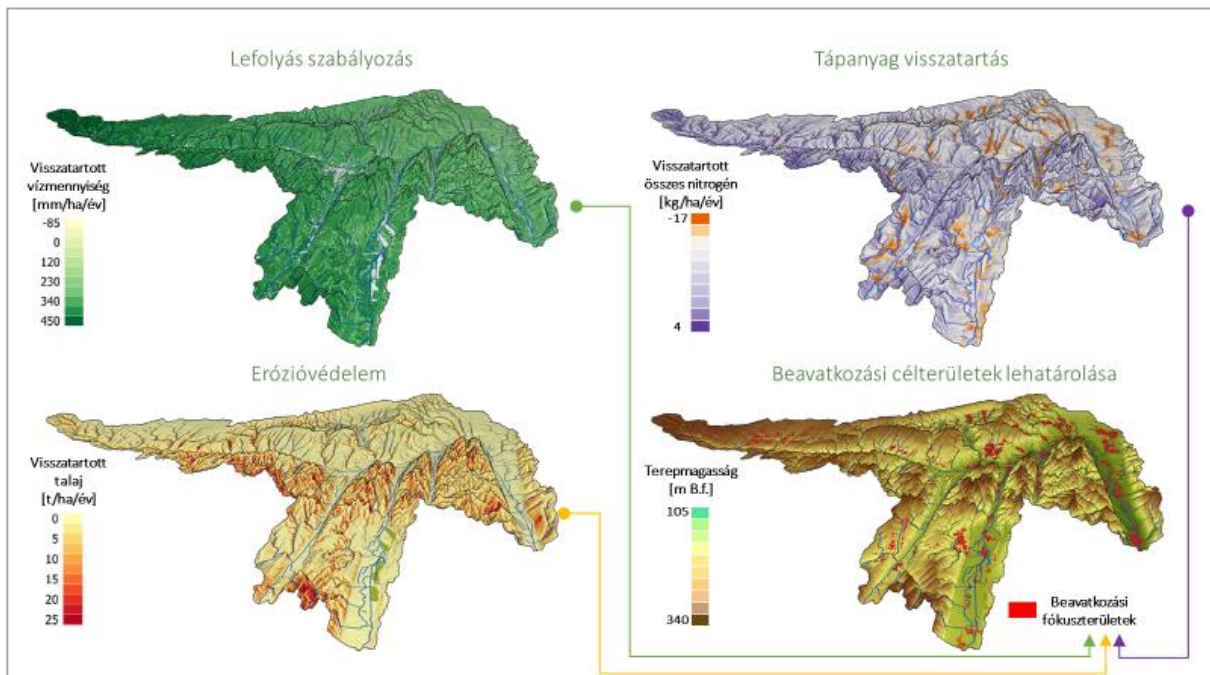 Lefolyás szabályozás
Visszatartott
vízmennyiség
[mm/ha/év]
-85
0
120
230
340
450
Tápanyag visszatartás
Visszatartott
összes nitrogén
[kg/ha/év]
-17
4
Erózióvédelem
Visszatartott
talaj
[t/ha/év]
0
5
10
15
20
25
Beavatkozási célterületek lehatárolása
Terepmagasság
[m B.f.]
105
340
Beavatkozási
fókuszterületek